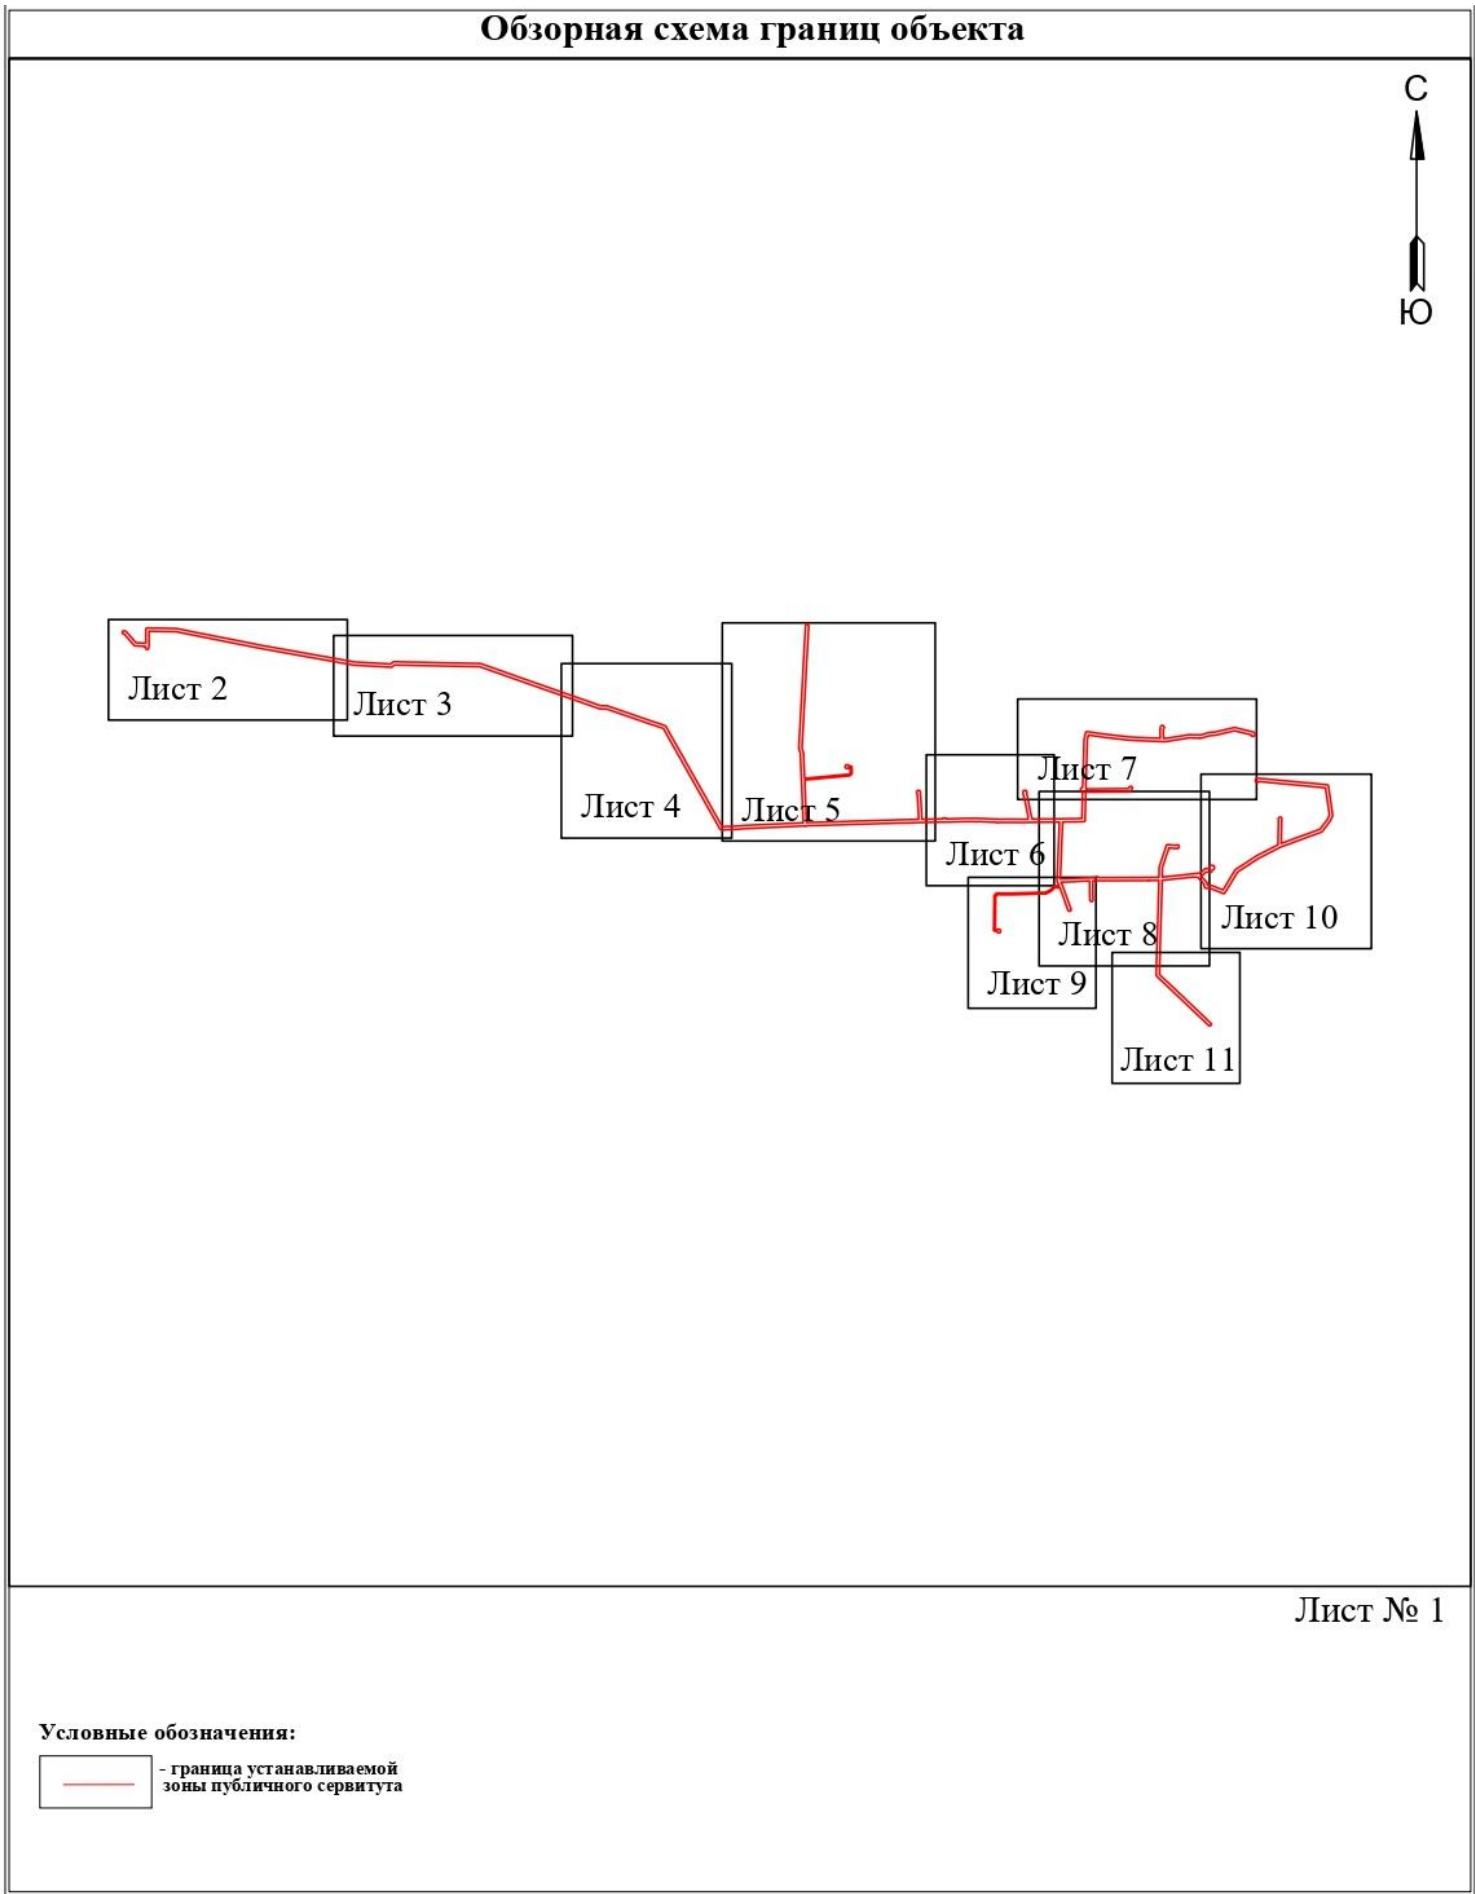 Обзорная схема границ объекта
С
Ю
Лист 2
Лист 3
Лист 4
Лист 5
Лист 6
Лист 7
Лист 8
Лист 9
Лист 10
Лист 11
Лист № 1
Условные обозначения:
- граница устанавливаемой
зоны публичного сервитута